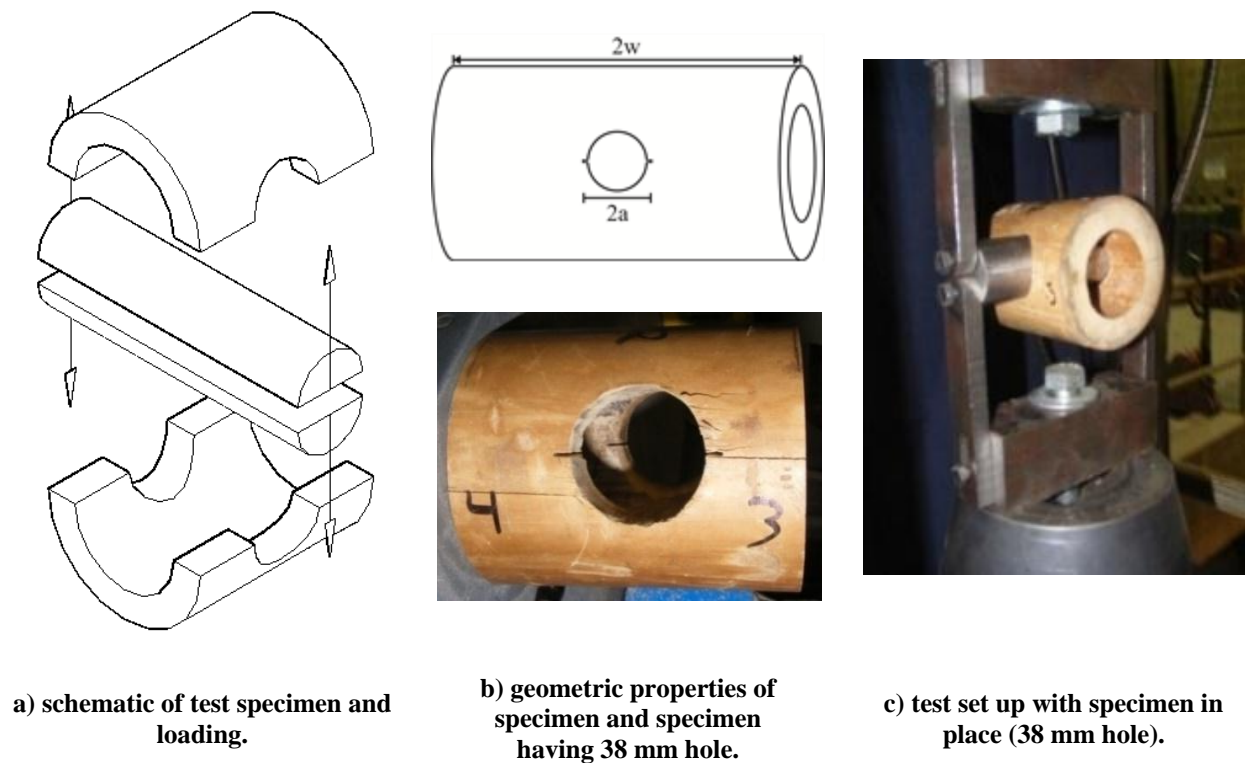 2w
2a
a) schematic of test specimen and
loading.
b) geometric properties of
specimen and specimen
having 38 mm hole.
c) test set up with specimen in
place (38 mm hole).